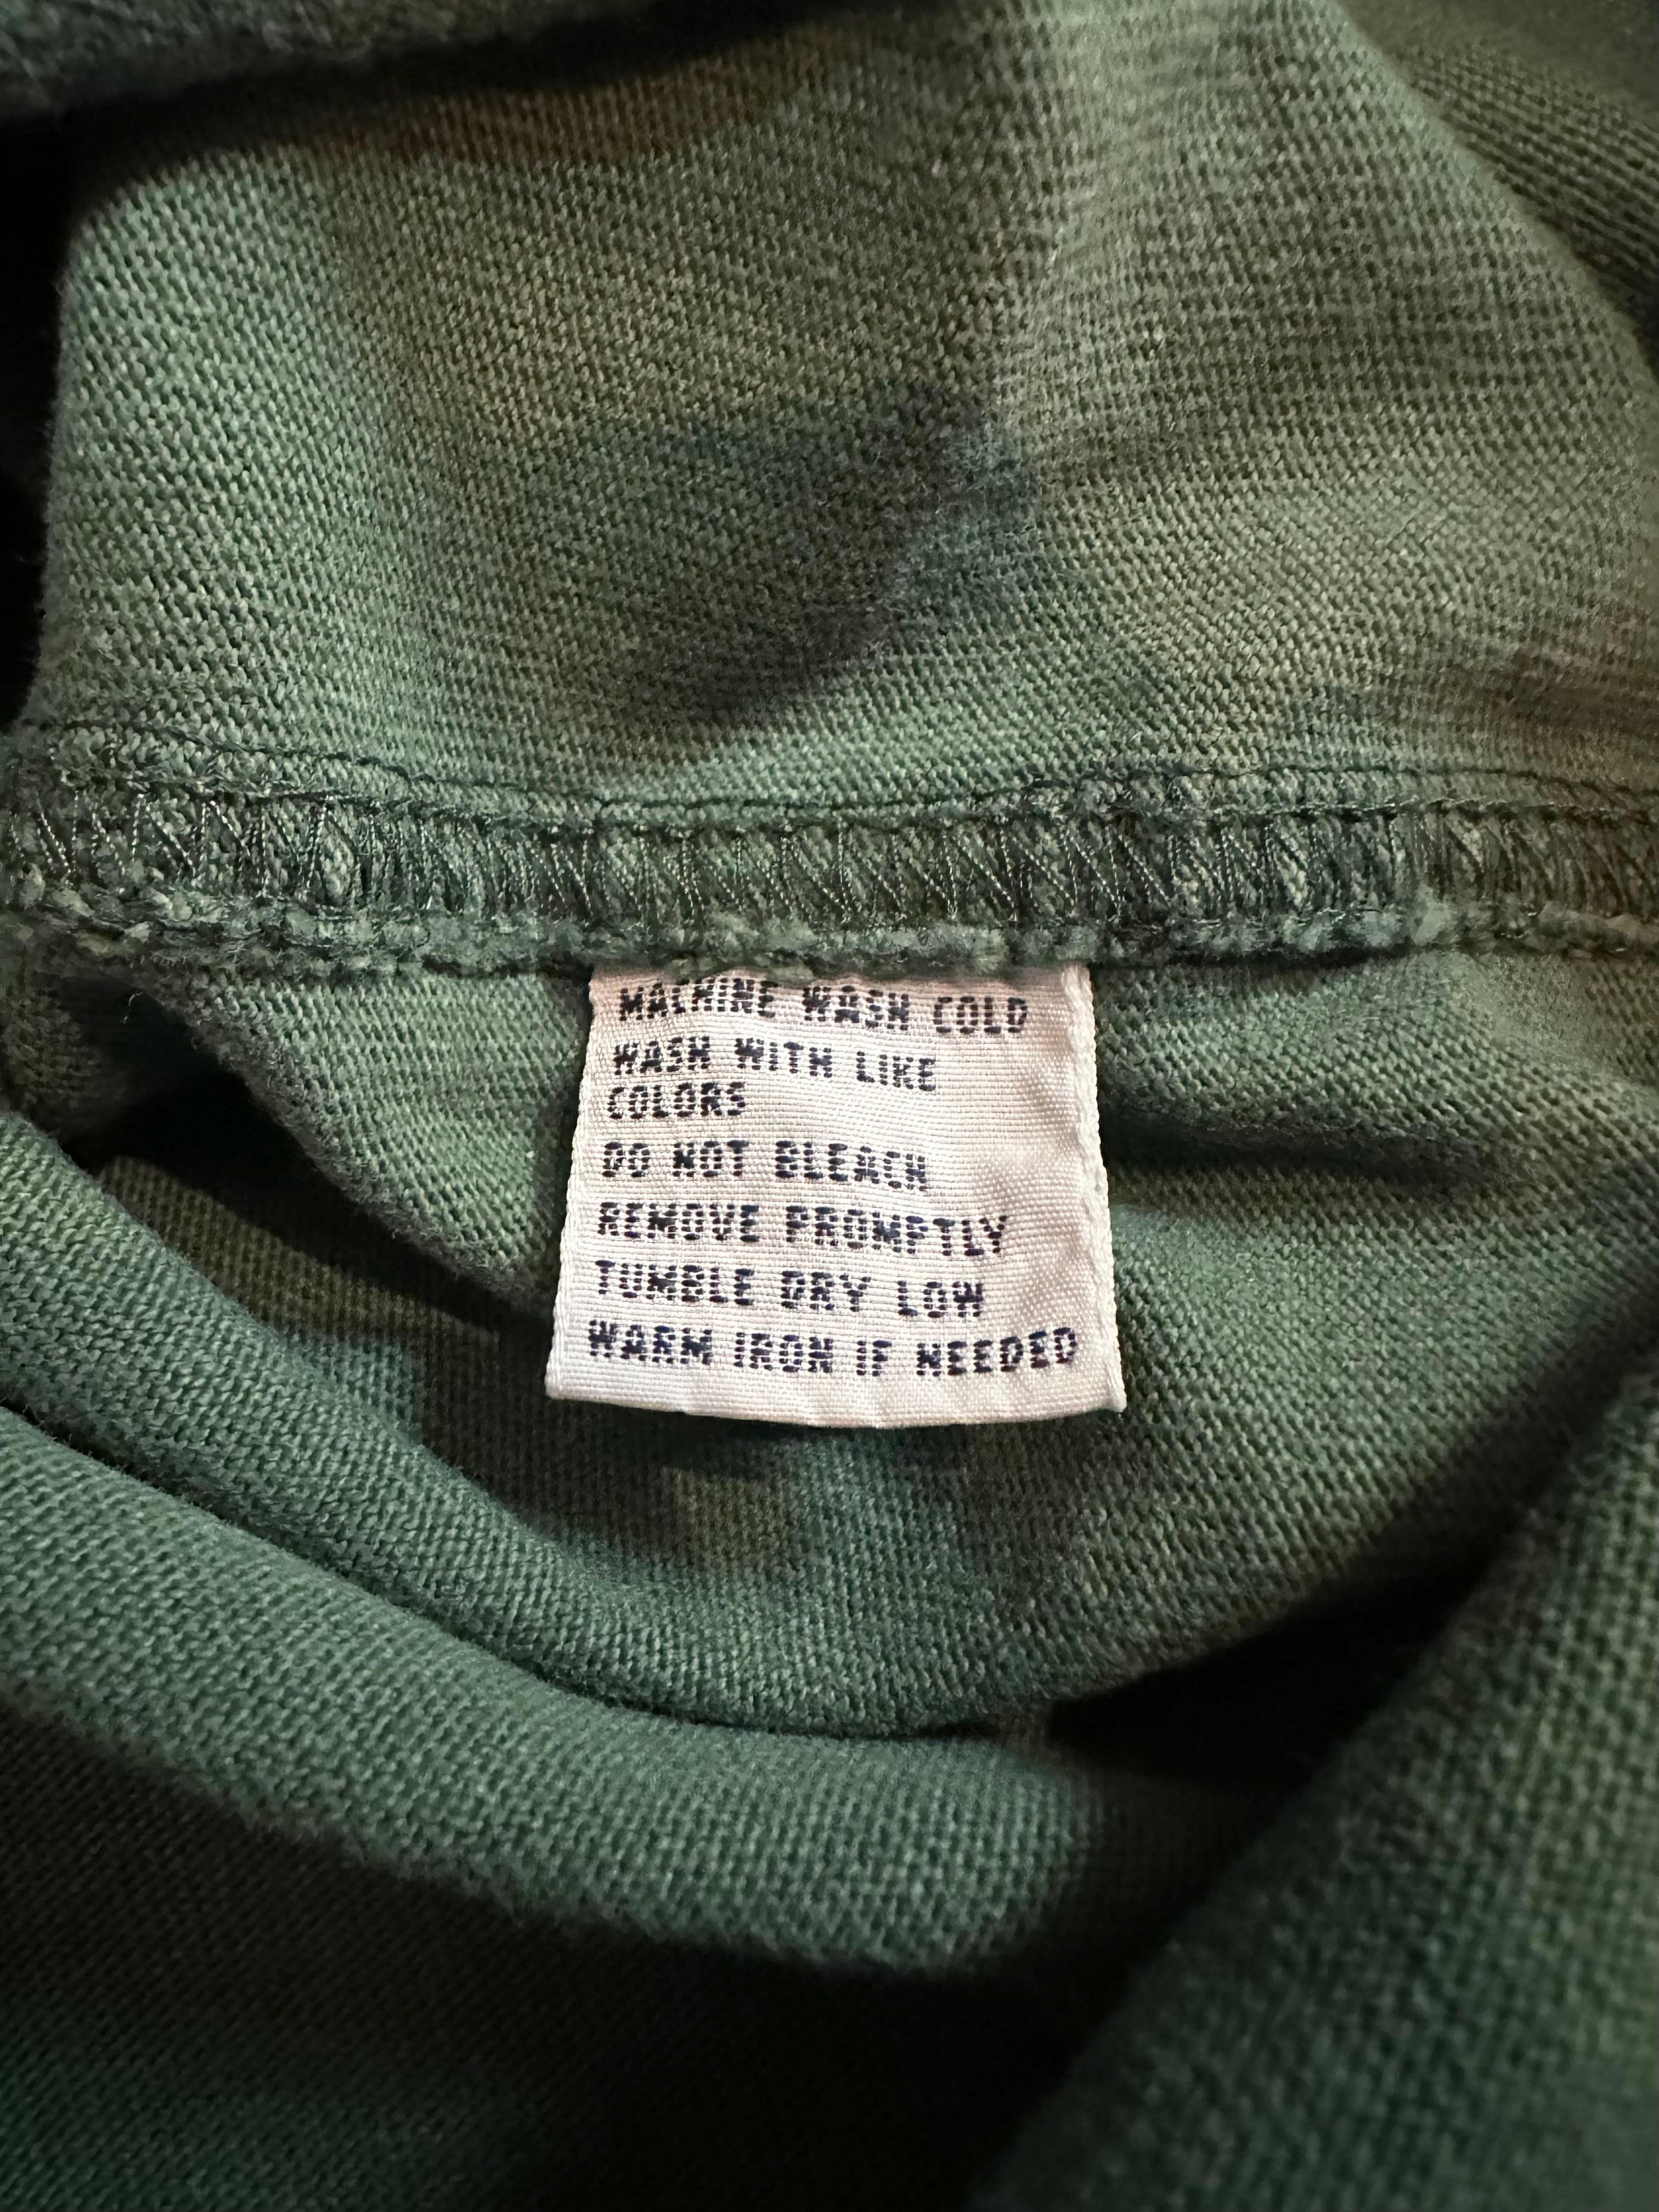 MACHINE WASH COLD
WASH WITH LIKE
COLORS
DO NOT BLEACH
REMOVE PROMPTLY
TUMBLE DRY LOW
WARM IRON IF NEEDED